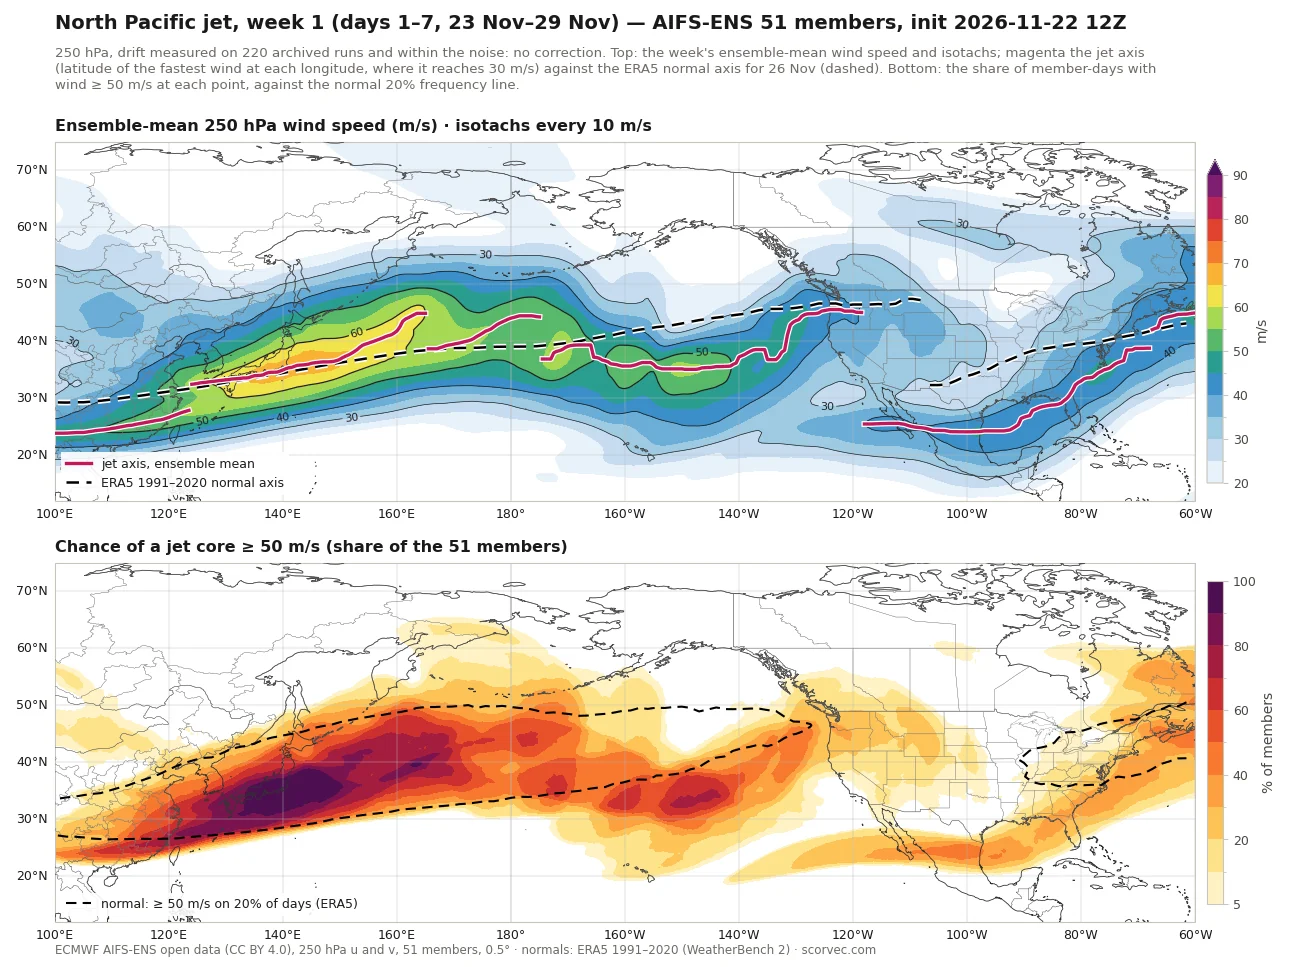 North Pacific jet, week 1 (days 1–7, 23 Nov–29 Nov) — AIFS-ENS 51 members, init 2026-11-22 12Z
250 hPa, drift measured on 220 archived runs and within the noise: no correction. Top: the week's ensemble-mean wind speed and isotachs; magenta the jet axis
(latitude of the fastest wind at each longitude, where it reaches 30 m/s) against the ERA5 normal axis for 26 Nov (dashed). Bottom: the share of member-days with
wind ≥ 50 m/s at each point, against the normal 20% frequency line.
Ensemble-mean 250 hPa wind speed (m/s) · isotachs every 10 m/s
70°N
60°N
50°N
40°N
30°N
20°N
30
30
60
50
40
30
50
30
30
40
jet axis, ensemble mean
ERA5 1991–2020 normal axis
100°E 120°E 140°E 160°E 180° 160°W 140°W 120°W 100°W 80°W 60°W
90
80
70
60
50
40
30
20
m/s
Chance of a jet core ≥ 50 m/s (share of the 51 members)
70°N
60°N
50°N
40°N
30°N
20°N
normal: ≥ 50 m/s on 20% of days (ERA5)
100°E 120°E 140°E 160°E 180° 160°W 140°W 120°W 100°W 80°W 60°W
100
80
60
40
20
5
% of members
ECMWF AIFS-ENS open data (CC BY 4.0), 250 hPa u and v, 51 members, 0.5° · normals: ERA5 1991–2020 (WeatherBench 2) · scorvec.com